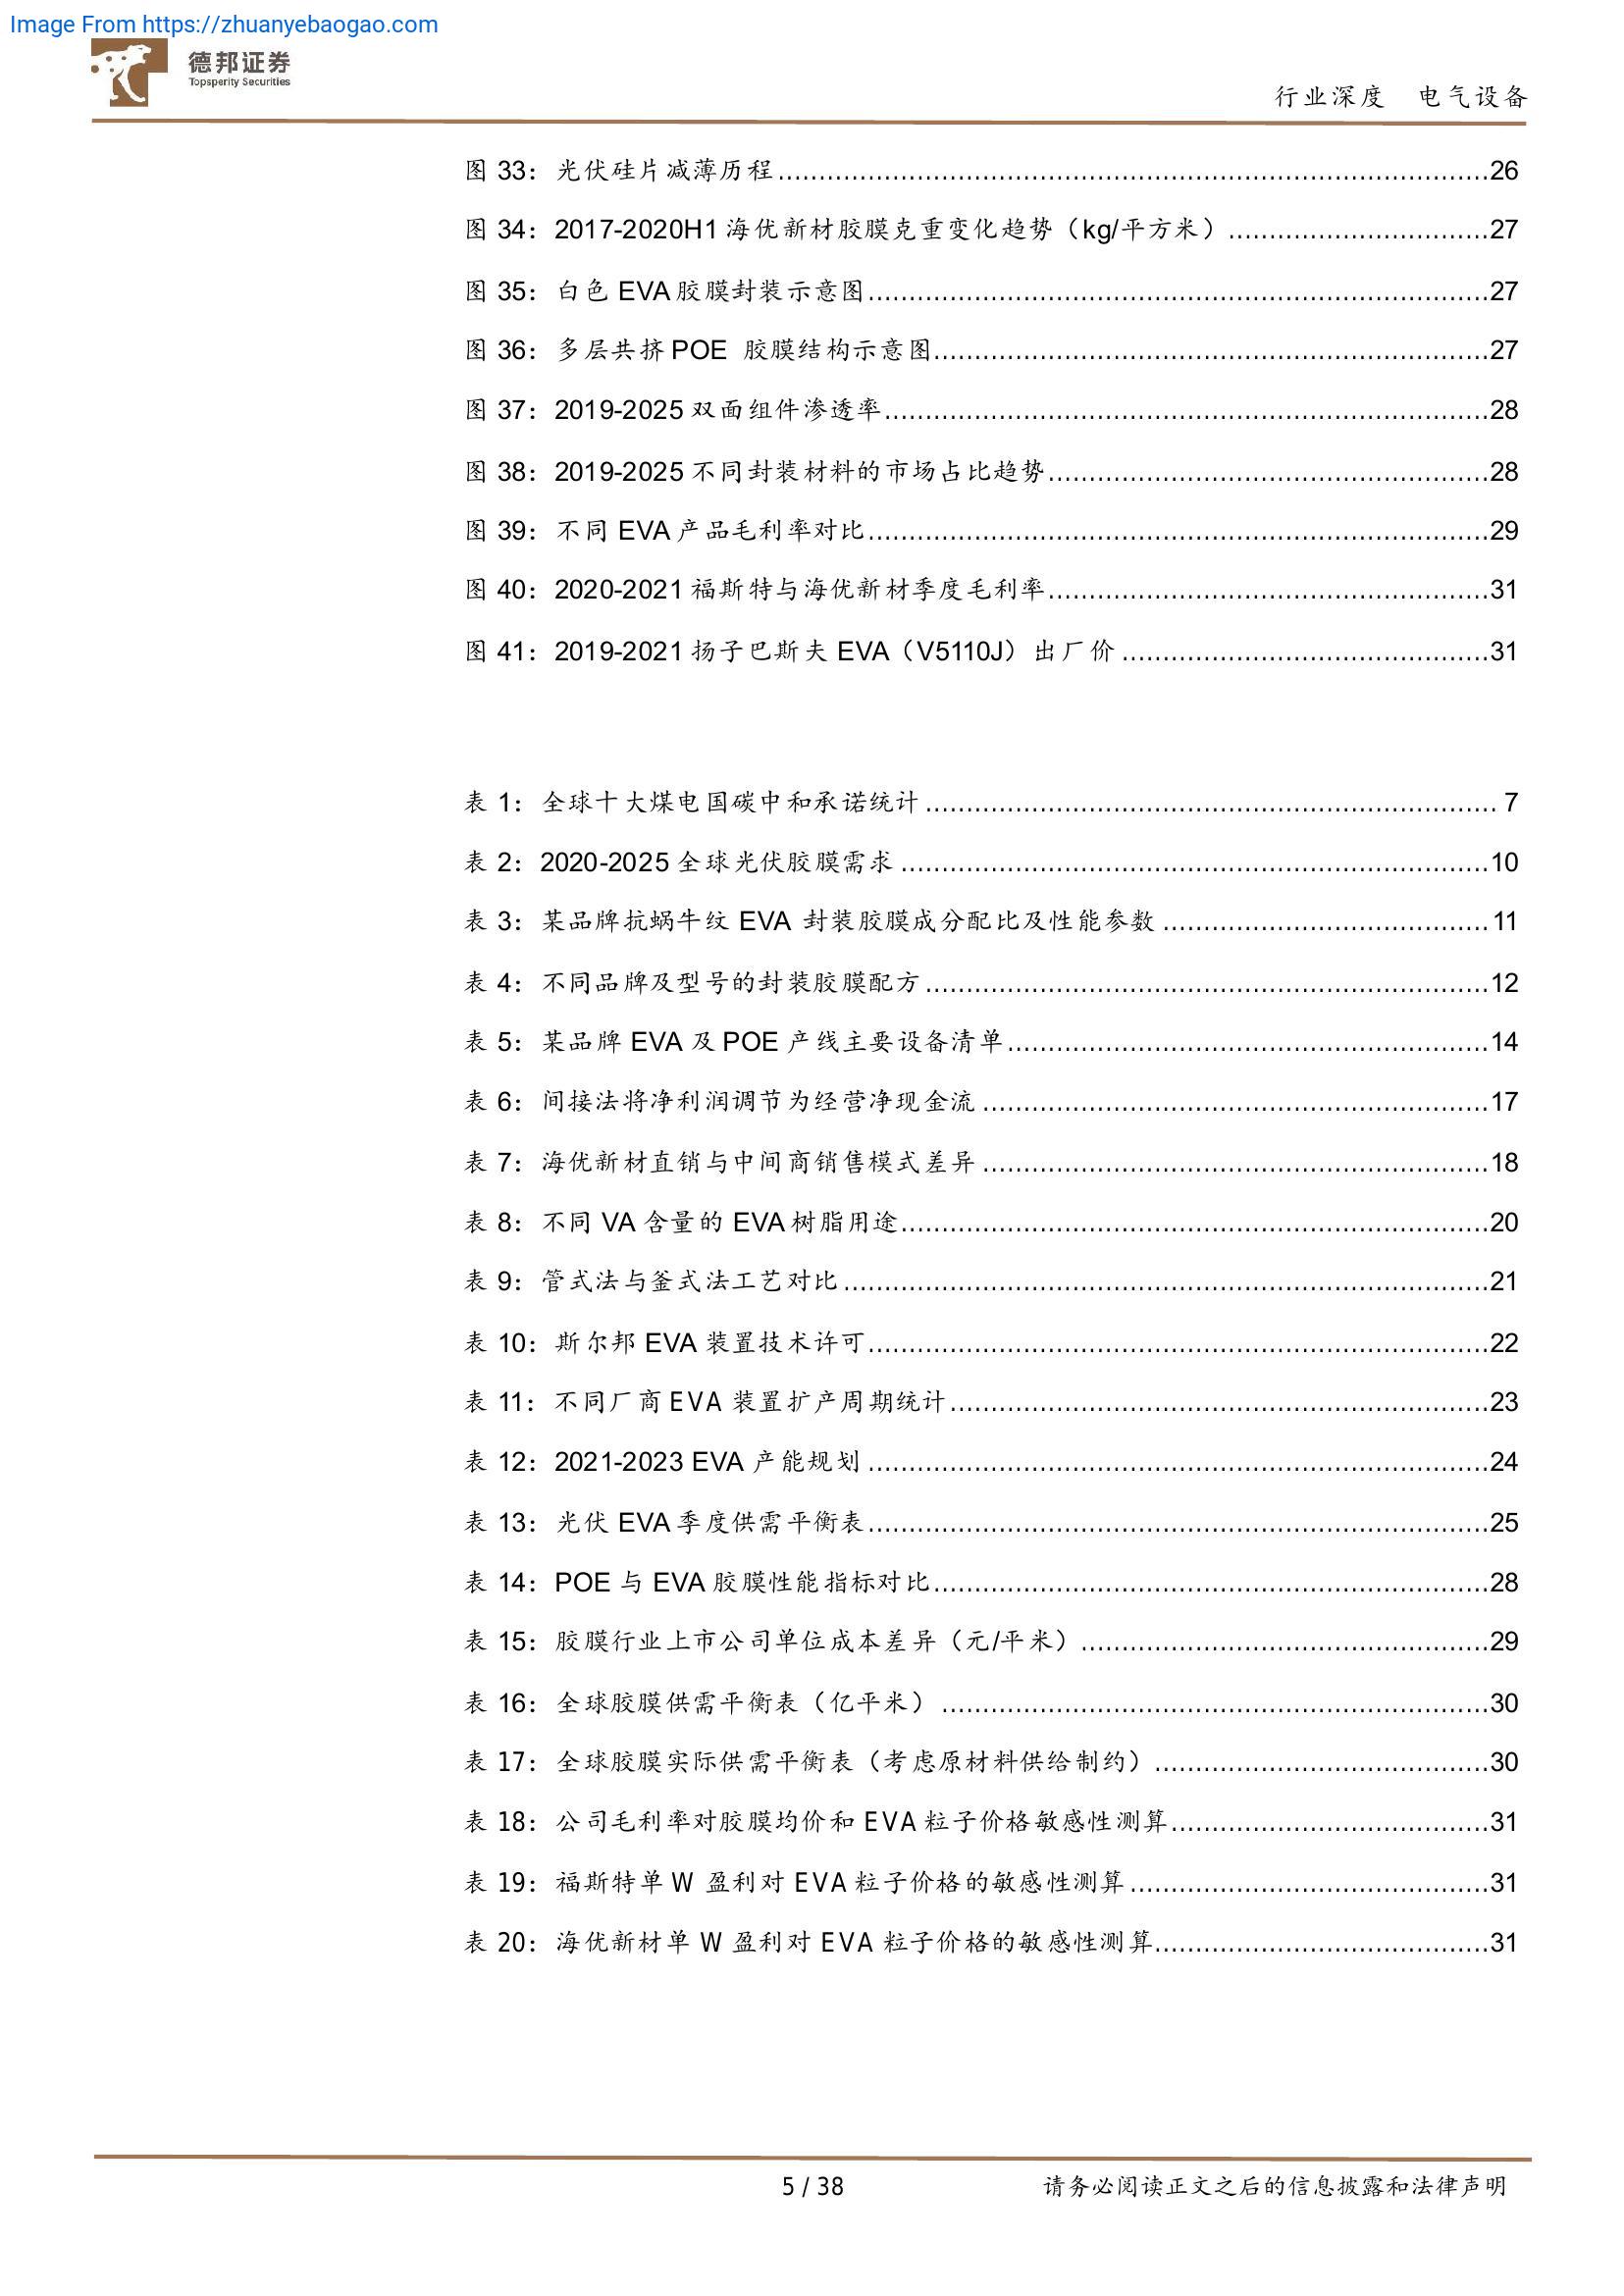 Image From https://zhuanyebaogao.com
德邦证券
Topsperity Securities
行业深度 电气设备
图 33：光伏硅片减薄历程........................................26
图 34：2017-2020H1 海优新材胶膜克重变化趋势（kg/平方米）........................................27
图 35：白色 EVA 胶膜封装示意图........................................27
图 36：多层共挤 POE 胶膜结构示意图........................................27
图 37：2019-2025 双面组件渗透率........................................28
图 38：2019-2025 不同封装材料的市场占比趋势........................................28
图 39：不同 EVA 产品毛利率对比........................................29
图 40：2020-2021 福斯特与海优新材季度毛利率........................................31
图 41：2019-2021 扬子巴斯夫 EVA（V5110J）出厂价........................................31
表 1：全球十大煤电国碳中和承诺统计........................................7
表 2：2020-2025 全球光伏胶膜需求........................................10
表 3：某品牌抗蜗牛纹 EVA 封装胶膜成分配比及性能参数........................................11
表 4：不同品牌及型号的封装胶膜配方........................................12
表 5：某品牌 EVA 及 POE 产线主要设备清单........................................14
表 6：间接法将净利润调节为经营净现金流........................................17
表 7：海优新材直销与中间商销售模式差异........................................18
表 8：不同 VA 含量的 EVA 树脂用途........................................20
表 9：管式法与釜式法工艺对比........................................21
表 10：斯尔邦 EVA 装置技术许可........................................22
表 11：不同厂商 EVA 装置扩产周期统计........................................23
表 12：2021-2023 EVA 产能规划........................................24
表 13：光伏 EVA 季度供需平衡表........................................25
表 14：POE 与 EVA 胶膜性能指标对比........................................28
表 15：胶膜行业上市公司单位成本差异（元/平米）........................................29
表 16：全球胶膜供需平衡表（亿平米）........................................30
表 17：全球胶膜实际供需平衡表（考虑原材料供给制约）........................................30
表 18：公司毛利率对胶膜均价和 EVA 粒子价格敏感性测算........................................31
表 19：福斯特单 W 盈利对 EVA 粒子价格的敏感性测算........................................31
表 20：海优新材单 W 盈利对 EVA 粒子价格的敏感性测算........................................31
5 / 38 请务必阅读正文之后的信息披露和法律声明